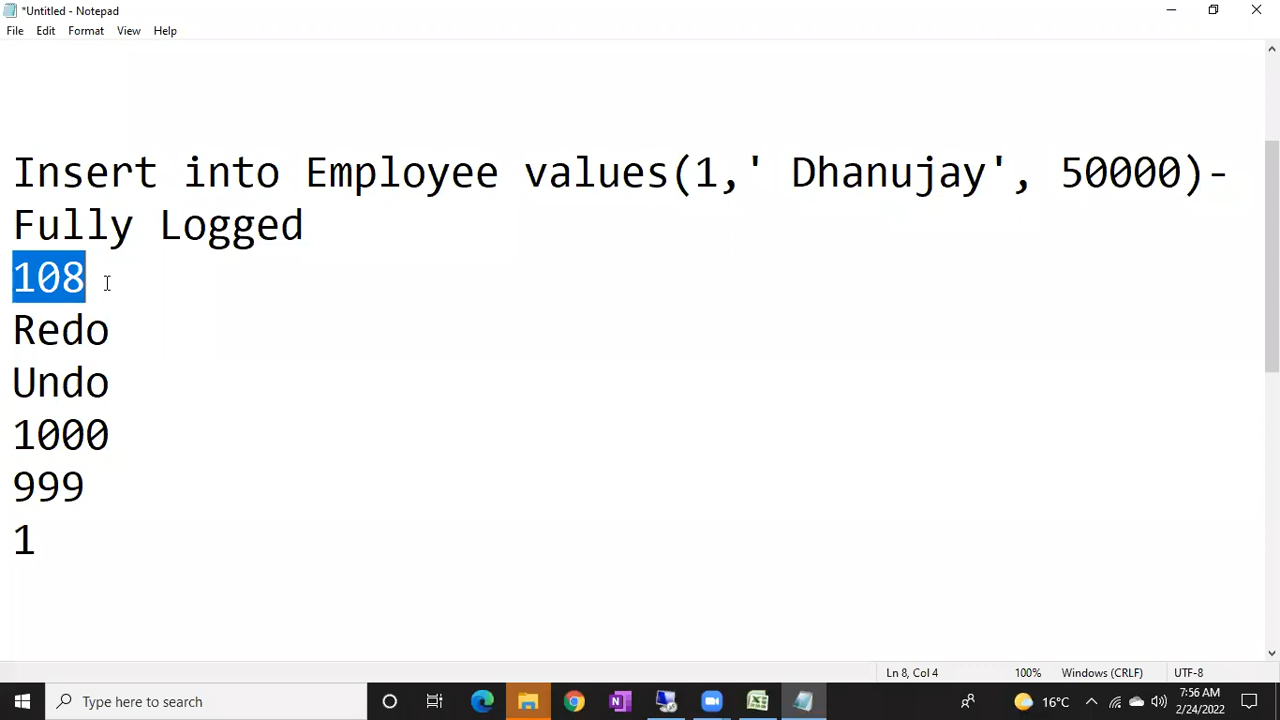 *Untitled - Notepad
File Edit Format View Help
Insert into Employee values(1,' Dhanujay', 50000)-
Fully Logged
108
Redo
Undo
1000
999
1
Ln 8, Col 4 100% Windows (CRLF) UTF-8
Type here to search
16°C
7:56 AM
2/24/2022